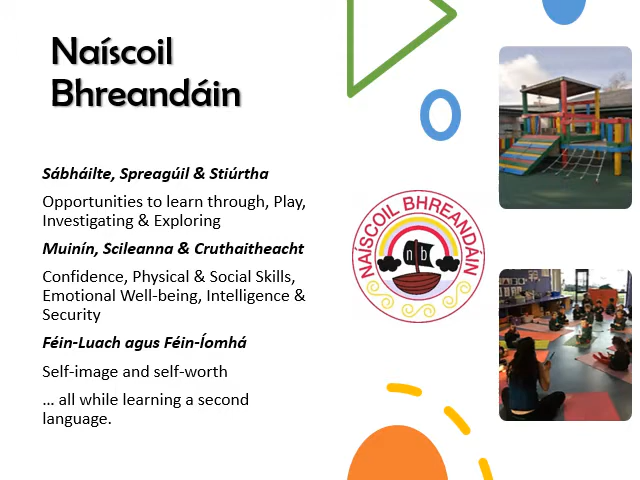 Naíscoil
Bhreandáin
Sábháilte, Spreagúil & Stiúrtha
Opportunities to learn through, Play,
Investigating & Exploring
Muinín, Scileanna & Cruthaitheacht
Confidence, Physical & Social Skills,
Emotional Well-being, Intelligence &
Security
Féin-Luach agus Féin-Íomhá
Self-image and self-worth
… all while learning a second
language.
NAÍSCOIL BHREANDÁIN
n b